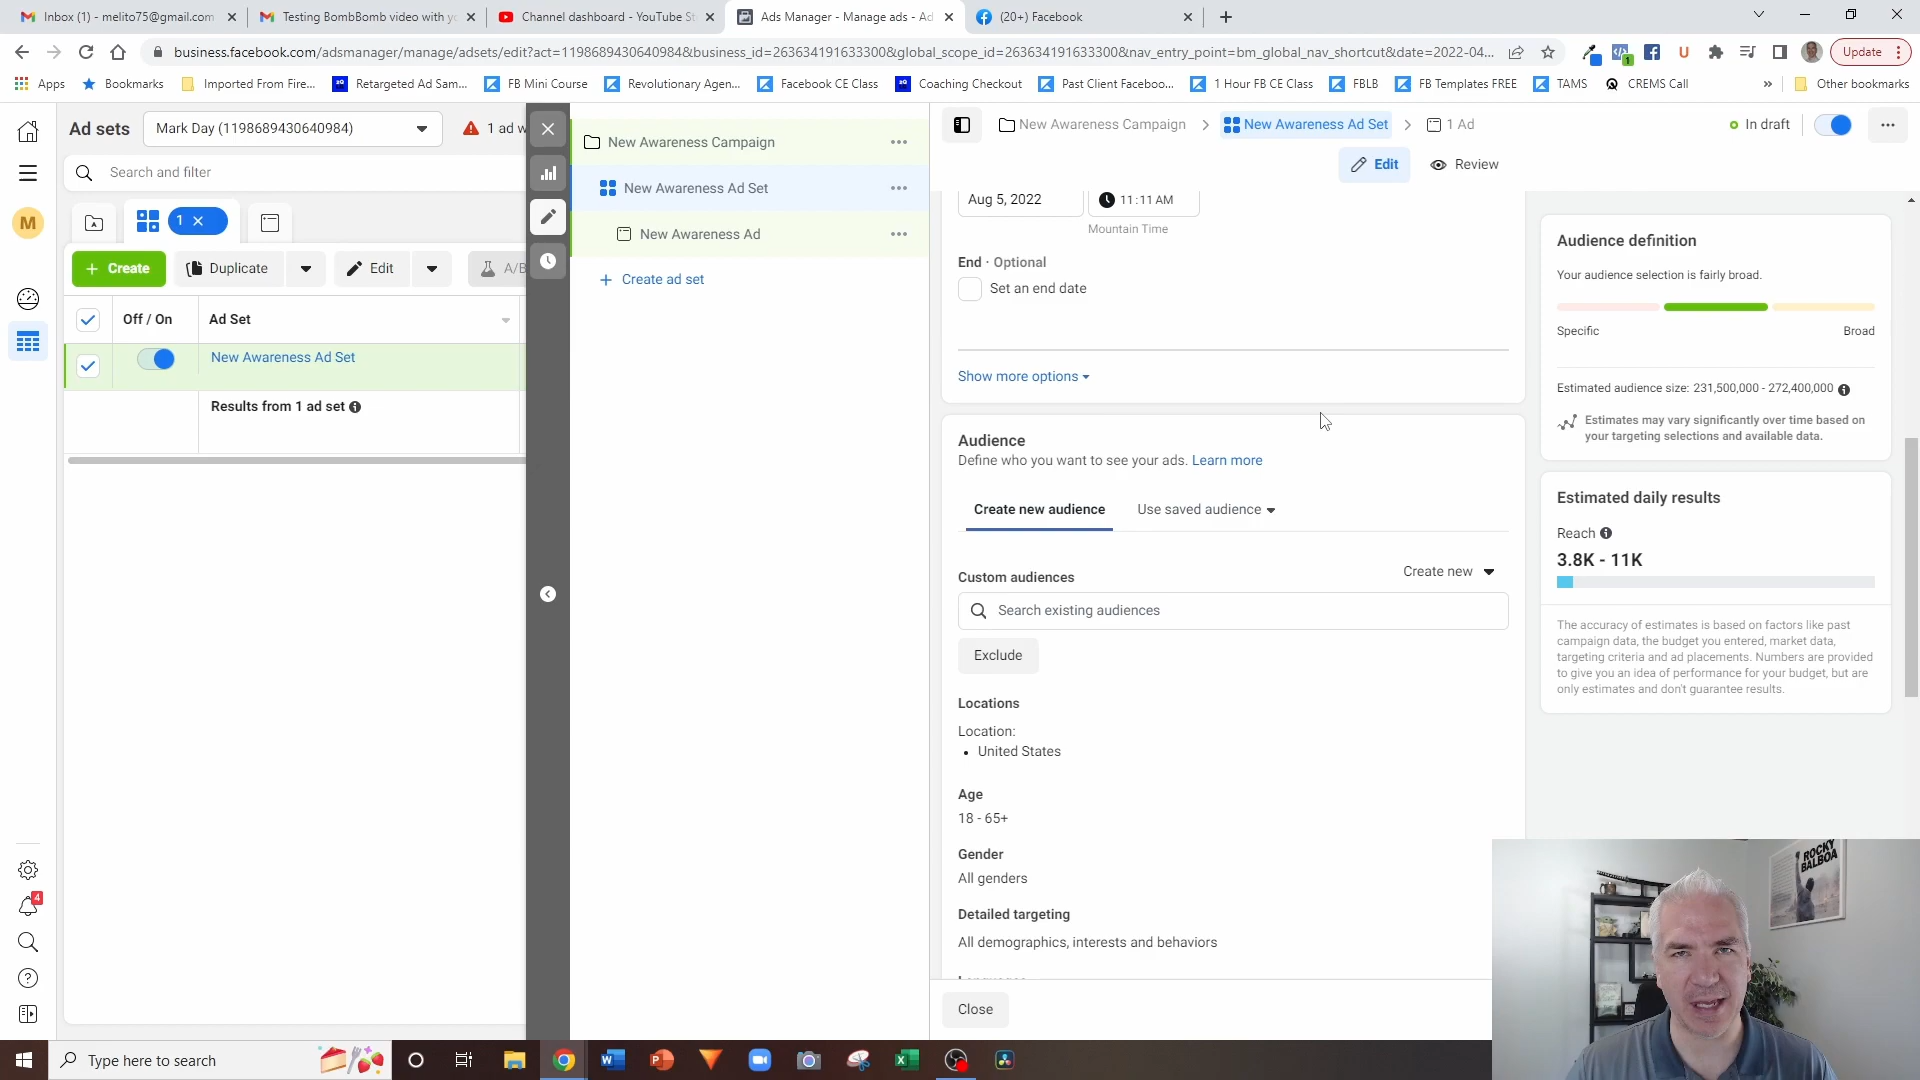 Inbox (1) - melito75@gmail.com
Testing BombBomb video with yo
Channel dashboard - YouTube St
Ads Manager - Manage ads - Ad
(20+) Facebook
business.facebook.com/adsmanager/manage/adsets/edit?act=1198689430640984&business_id=263634191633300&global_scope_id=263634191633300&nav_entry_point=bm_global_nav_shortcut&date=2022-04...
Update
Apps
Bookmarks
Imported From Fire...
Retargeted Ad Sam...
FB Mini Course
Revolutionary Agen...
Facebook CE Class
Coaching Checkout
Past Client Faceboo...
1 Hour FB CE Class
FBLB
FB Templates FREE
TAMS
CREMS Call
»
Other bookmarks
Ad sets
Mark Day (1198689430640984)
1 ad w
Search and filter
M
1
+ Create
Duplicate
Edit
A/B
Off / On
Ad Set
New Awareness Ad Set
Results from 1 ad set
4
New Awareness Campaign
New Awareness Ad Set
New Awareness Ad
+ Create ad set
New Awareness Campaign
New Awareness Ad Set
1 Ad
In draft
Edit
Review
Aug 5, 2022
11:11 AM
Mountain Time
End · Optional
Set an end date
Show more options
Audience
Define who you want to see your ads. Learn more
Create new audience
Use saved audience
Custom audiences
Create new
Search existing audiences
Exclude
Locations
Location:
• United States
Age
18 - 65+
Gender
All genders
Detailed targeting
All demographics, interests and behaviors
Close
Audience definition
Your audience selection is fairly broad.
Specific
Broad
Estimated audience size: 231,500,000 - 272,400,000
Estimates may vary significantly over time based on
your targeting selections and available data.
Estimated daily results
Reach
3.8K - 11K
The accuracy of estimates is based on factors like past
campaign data, the budget you entered, market data,
targeting criteria and ad placements. Numbers are provided
to give you an idea of performance for your budget, but are
only estimates and don't guarantee results.
ROCKY
BALBOA
Type here to search